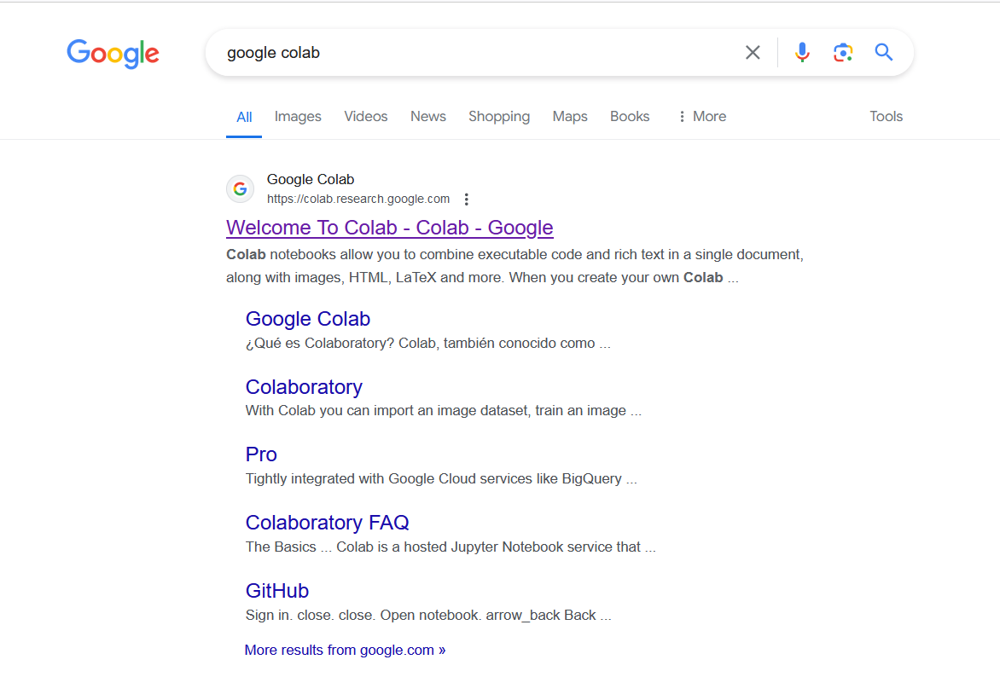 Google
google colab
All Images Videos News Shopping Maps Books More Tools
Google Colab
https://colab.research.google.com
Welcome To Colab - Colab - Google
Colab notebooks allow you to combine executable code and rich text in a single document,
along with images, HTML, LaTeX and more. When you create your own Colab ...
Google Colab
¿Qué es Colaboratory? Colab, también conocido como ...
Colaboratory
With Colab you can import an image dataset, train an image ...
Pro
Tightly integrated with Google Cloud services like BigQuery ...
Colaboratory FAQ
The Basics ... Colab is a hosted Jupyter Notebook service that ...
GitHub
Sign in. close. close. Open notebook. arrow_back Back ...
More results from google.com »